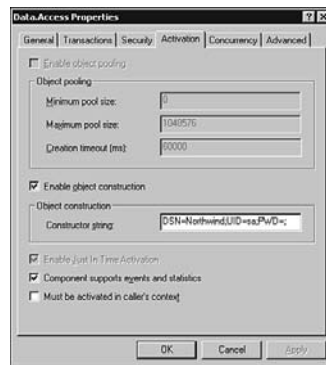 Data.Access Properties
General Transactions Security Activation Concurrency Advanced
Enable object pooling
Object pooling
Minimum pool size: 0
Maximum pool size: 1048576
Creation timeout (ms): 60000
Enable object construction
Object construction
Constructor string: DSN=Northwind;UID=sa;PWD=;
Enable Just In Time Activation
Component supports events and statistics
Must be activated in caller's context
OK Cancel Apply